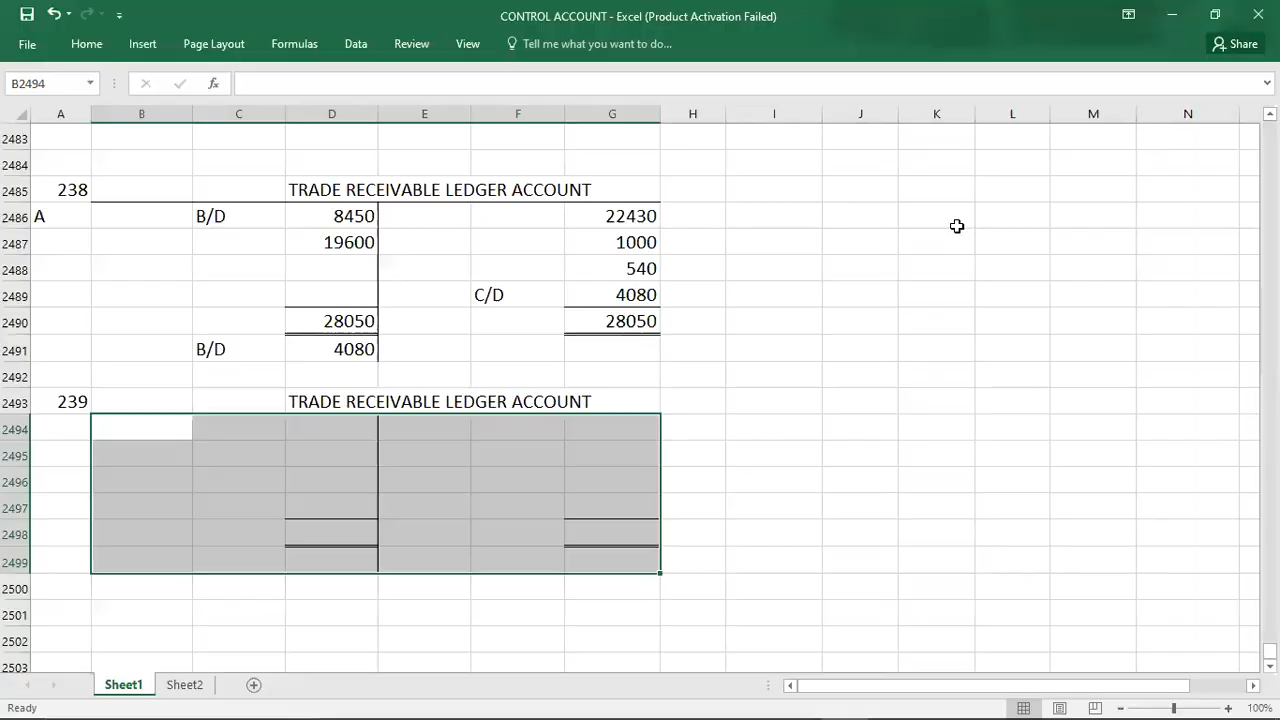 CONTROL ACCOUNT - Excel (Product Activation Failed)
File Home Insert Page Layout Formulas Data Review View Tell me what you want to do... Share
B2494 fx
A B C D E F G H I J K L M N
2483
2484
2485 238 TRADE RECEIVABLE LEDGER ACCOUNT
2486 A B/D 8450 22430
2487 19600 1000
2488 540
2489 C/D 4080
2490 28050 28050
2491 B/D 4080
2492
2493 239 TRADE RECEIVABLE LEDGER ACCOUNT
2494
2495
2496
2497
2498
2499
2500
2501
2502
2503
Sheet1 Sheet2
Ready 100%